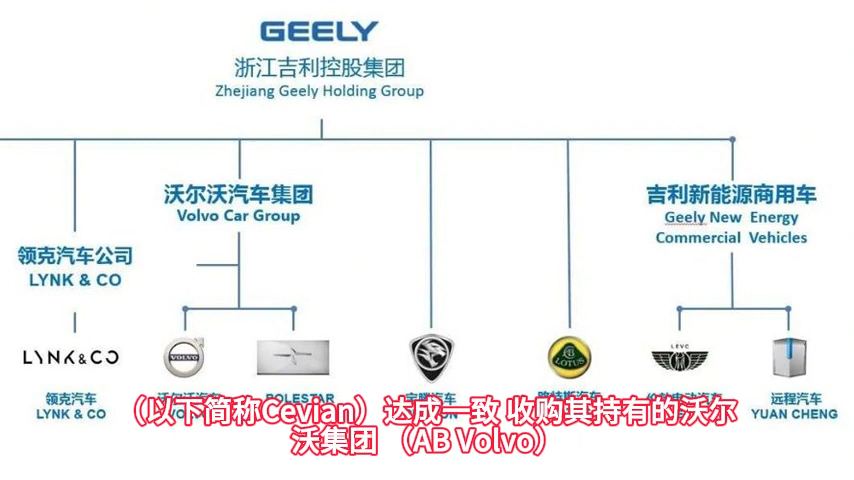 GEELY
浙江吉利控股集团
Zhejiang Geely Holding Group
沃尔沃汽车集团
Volvo Car Group
吉利新能源商用车
Geely New Energy
Commercial Vehicles
领克汽车公司
LYNK & CO
LYNK&CO
VOLVO
LOTUS
LEVC
领克汽车
LYNK & CO
POLESTAR
远程汽车
YUAN CHENG
（以下简称Cevian）达成一致 收购其持有的沃尔
沃集团 （AB Volvo）